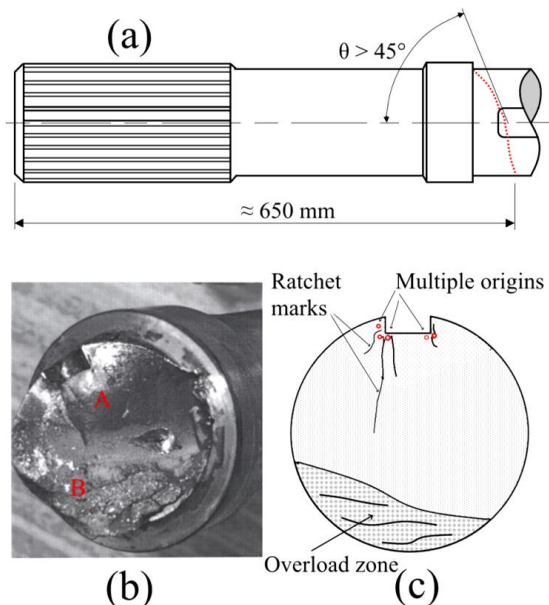 (a)
θ > 45°
≈ 650 mm
Ratchet
marks
Multiple origins
A
B
Overload zone
(b)
(c)